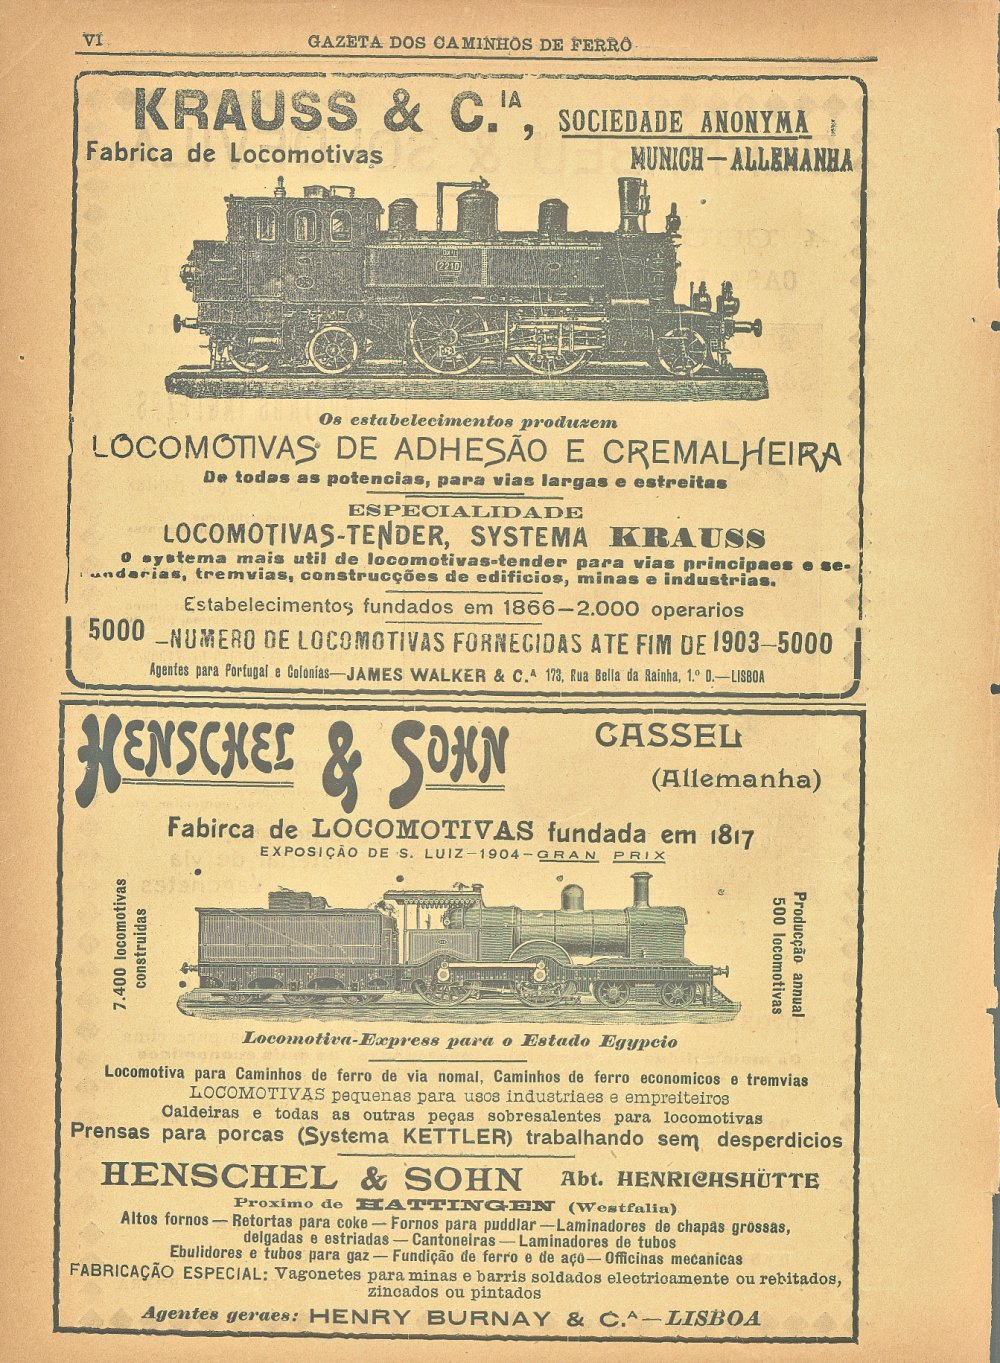 VI
GAZETA DOS CAMINHOS DE FERRO
KRAUSS & C.IA,
SOCIEDADE ANONYMA
Fabrica de Locomotivas
MUNICH—ALLEMANHA
2210
Os estabelecimentos produzem
LOCOMOTIVAS DE ADHESÃO E CREMALHEIRA
De todas as potencias, para vias largas e estreitas
ESPECIALIDADE
LOCOMOTIVAS-TENDER, SYSTEMA KRAUSS
O systema mais util de locomotivas-tender para vias principaes e se-
undarias, tremvias, construcções de edificios, minas e industrias.
Estabelecimentos fundados em 1866—2.000 operarios
5000—NUMERO DE LOCOMOTIVAS FORNECIDAS ATE FIM DE 1903—5000
Agentes para Portugal e Colonias—JAMES WALKER & C.A 173, Rua Bella da Rainha, 1.º D.—LISBOA
HENSCHEL & SOHN
CASSEL
(Allemanha)
Fabirca de LOCOMOTIVAS fundada em 1817
EXPOSIÇÃO DE S. LUIZ—1904—GRAN PRIX
7.400 locomotivas
construidas
Producção annual
500 locomotivas
Locomotiva-Express para o Estado Egypcio
Locomotiva para Caminhos de ferro de via nomal, Caminhos de ferro economicos e tremvias
LOCOMOTIVAS pequenas para usos industriaes e empreiteiros
Caldeiras e todas as outras peças sobresalentes para locomotivas
Prensas para porcas (Systema KETTLER) trabalhando sem desperdicios
HENSCHEL & SOHN Abt. HENRICHSHÜTTE
Proximo de HATTINGEN (Westfalia)
Altos fornos—Retortas para coke—Fornos para puddlar—Laminadores de chapas grossas,
delgadas e estriadas—Cantoneiras—Laminadores de tubos
Ebulidores e tubos para gaz—Fundição de ferro e de aço—Officinas mecanicas
FABRICAÇÃO ESPECIAL: Vagonetes para minas e barris soldados electricamente ou rebitados,
zincados ou pintados
Agentes geraes: HENRY BURNAY & C.A—LISBOA